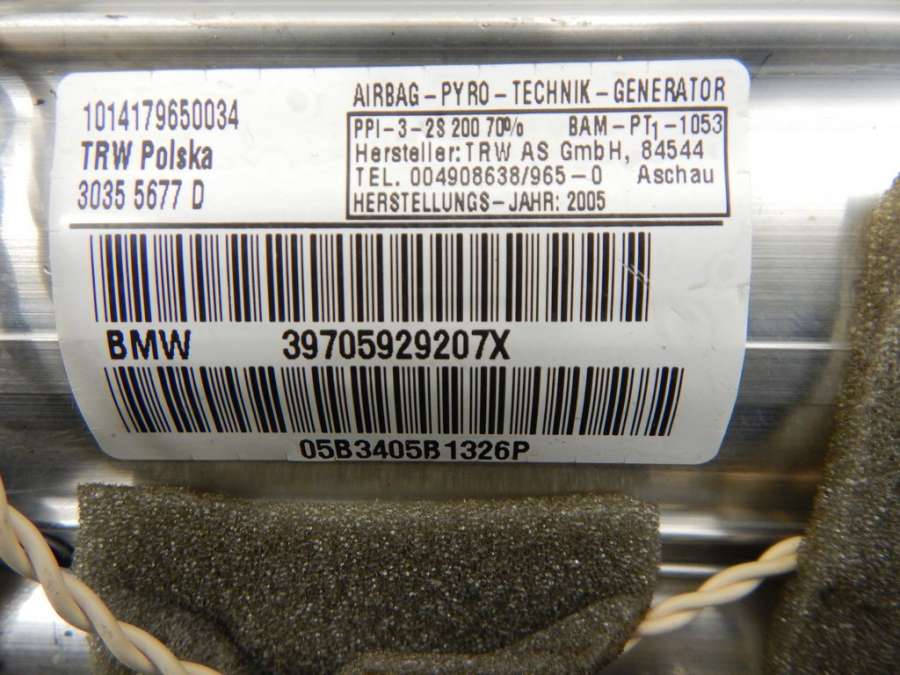 1014179650034
TRW Polska
3035 5677 D
AIRBAG-PYRO-TECHNIK-GENERATOR
PPI-3-2S 200 70% BAM-PT1-1053
Hersteller: TRW AS GmbH, 84544
TEL. 004908638/965-0 Aschau
HERSTELLUNGS-JAHR: 2005
BMW 39705929207X
05B3405B1326P